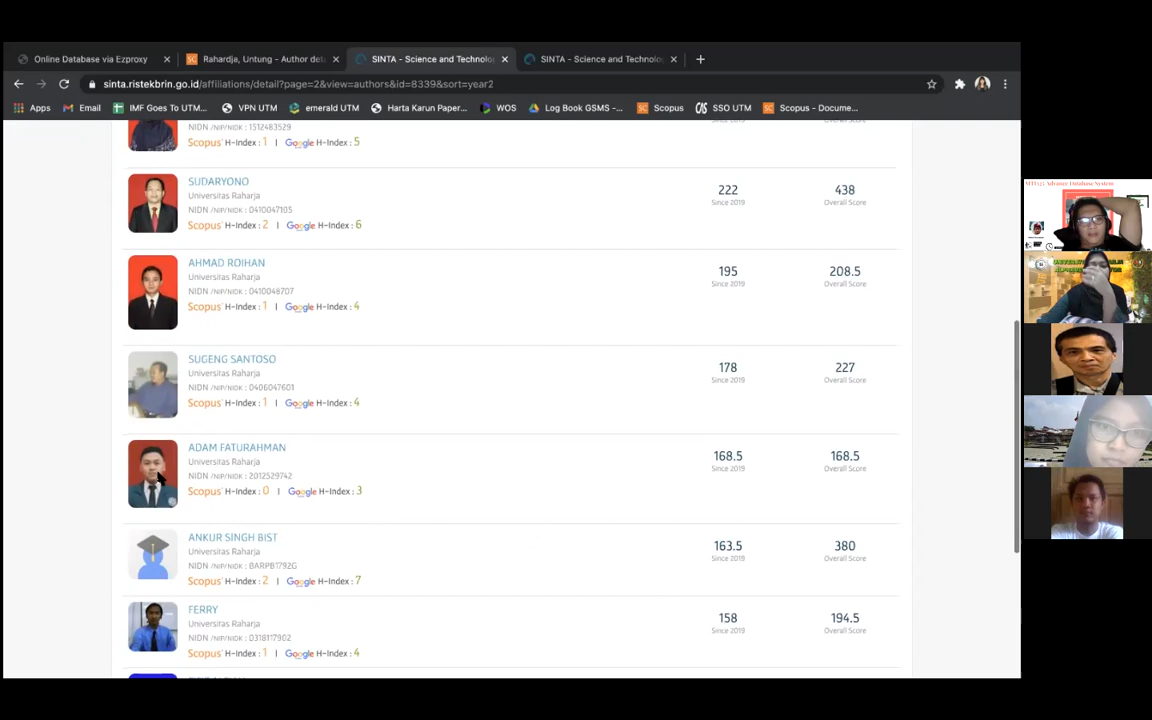 Online Database via Ezproxy
Rahardja, Untung - Author det
SINTA - Science and Technolog
SINTA - Science and Technolog
sinta.ristekbrin.go.id/affiliations/detail?page=2&view=authors&id=8339&sort=year2
Apps
Email
IMF Goes To UTM...
VPN UTM
emerald UTM
Harta Karun Paper...
WOS
Log Book GSMS -...
Scopus
SSO UTM
Scopus - Docume...
NIDN /NIP/NIDK : 1512483529
Scopus H-Index : 1 | Google H-Index : 5
SUDARYONO
Universitas Raharja
NIDN /NIP/NIDK : 0410047105
Scopus H-Index : 2 | Google H-Index : 6
222
Since 2019
438
Overall Score
AHMAD ROIHAN
Universitas Raharja
NIDN /NIP/NIDK : 0410048707
Scopus H-Index : 1 | Google H-Index : 4
195
Since 2019
208.5
Overall Score
SUGENG SANTOSO
Universitas Raharja
NIDN /NIP/NIDK : 0406047601
Scopus H-Index : 1 | Google H-Index : 4
178
Since 2019
227
Overall Score
ADAM FATURAHMAN
Universitas Raharja
NIDN /NIP/NIDK : 2012529742
Scopus H-Index : 0 | Google H-Index : 3
168.5
Since 2019
168.5
Overall Score
ANKUR SINGH BIST
Universitas Raharja
NIDN /NIP/NIDK : BARPB1792G
Scopus H-Index : 2 | Google H-Index : 7
163.5
Since 2019
380
Overall Score
FERRY
Universitas Raharja
NIDN /NIP/NIDK : 0318117902
Scopus H-Index : 1 | Google H-Index : 4
158
Since 2019
194.5
Overall Score
Advance Database System